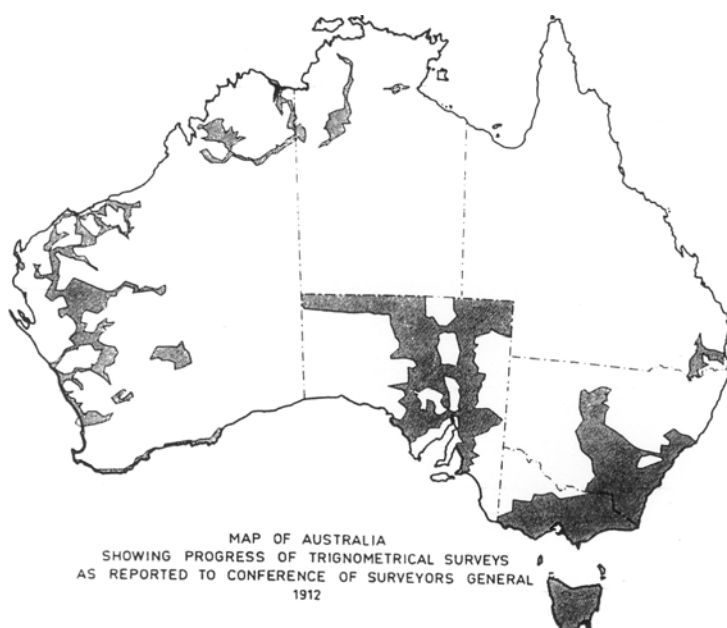 MAP OF AUSTRALIA
SHOWING PROGRESS OF TRIGNOMETRICAL SURVEYS
AS REPORTED TO CONFERENCE OF SURVEYORS GENERAL
1912